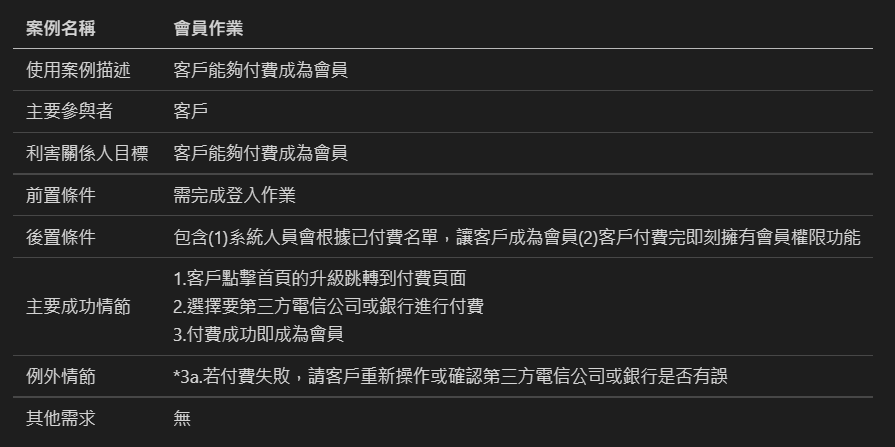 案例名稱 會員作業
使用案例描述 客戶能夠付費成為會員
主要參與者 客戶
利害關係人目標 客戶能夠付費成為會員
前置條件 需完成登入作業
後置條件 包含(1)系統人員會根據已付費名單，讓客戶成為會員(2)客戶付費完即刻擁有會員權限功能
主要成功情節 1.客戶點擊首頁的升級跳轉到付費頁面
2.選擇要第三方電信公司或銀行進行付費
3.付費成功即成為會員
例外情節 *3a.若付費失敗，請客戶重新操作或確認第三方電信公司或銀行是否有誤
其他需求 無